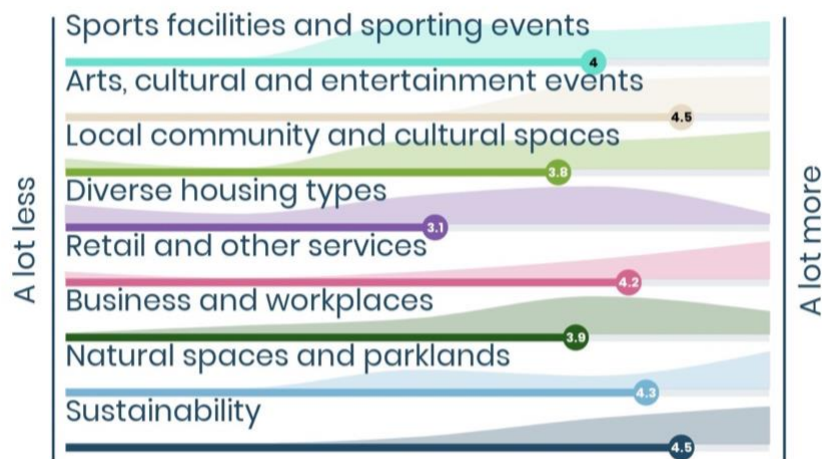 Sports facilities and sporting events
4
Arts, cultural and entertainment events
4.5
Local community and cultural spaces
3.8
Diverse housing types
3.1
Retail and other services
4.2
Business and workplaces
3.9
Natural spaces and parklands
4.3
Sustainability
4.5
A lot less
A lot more